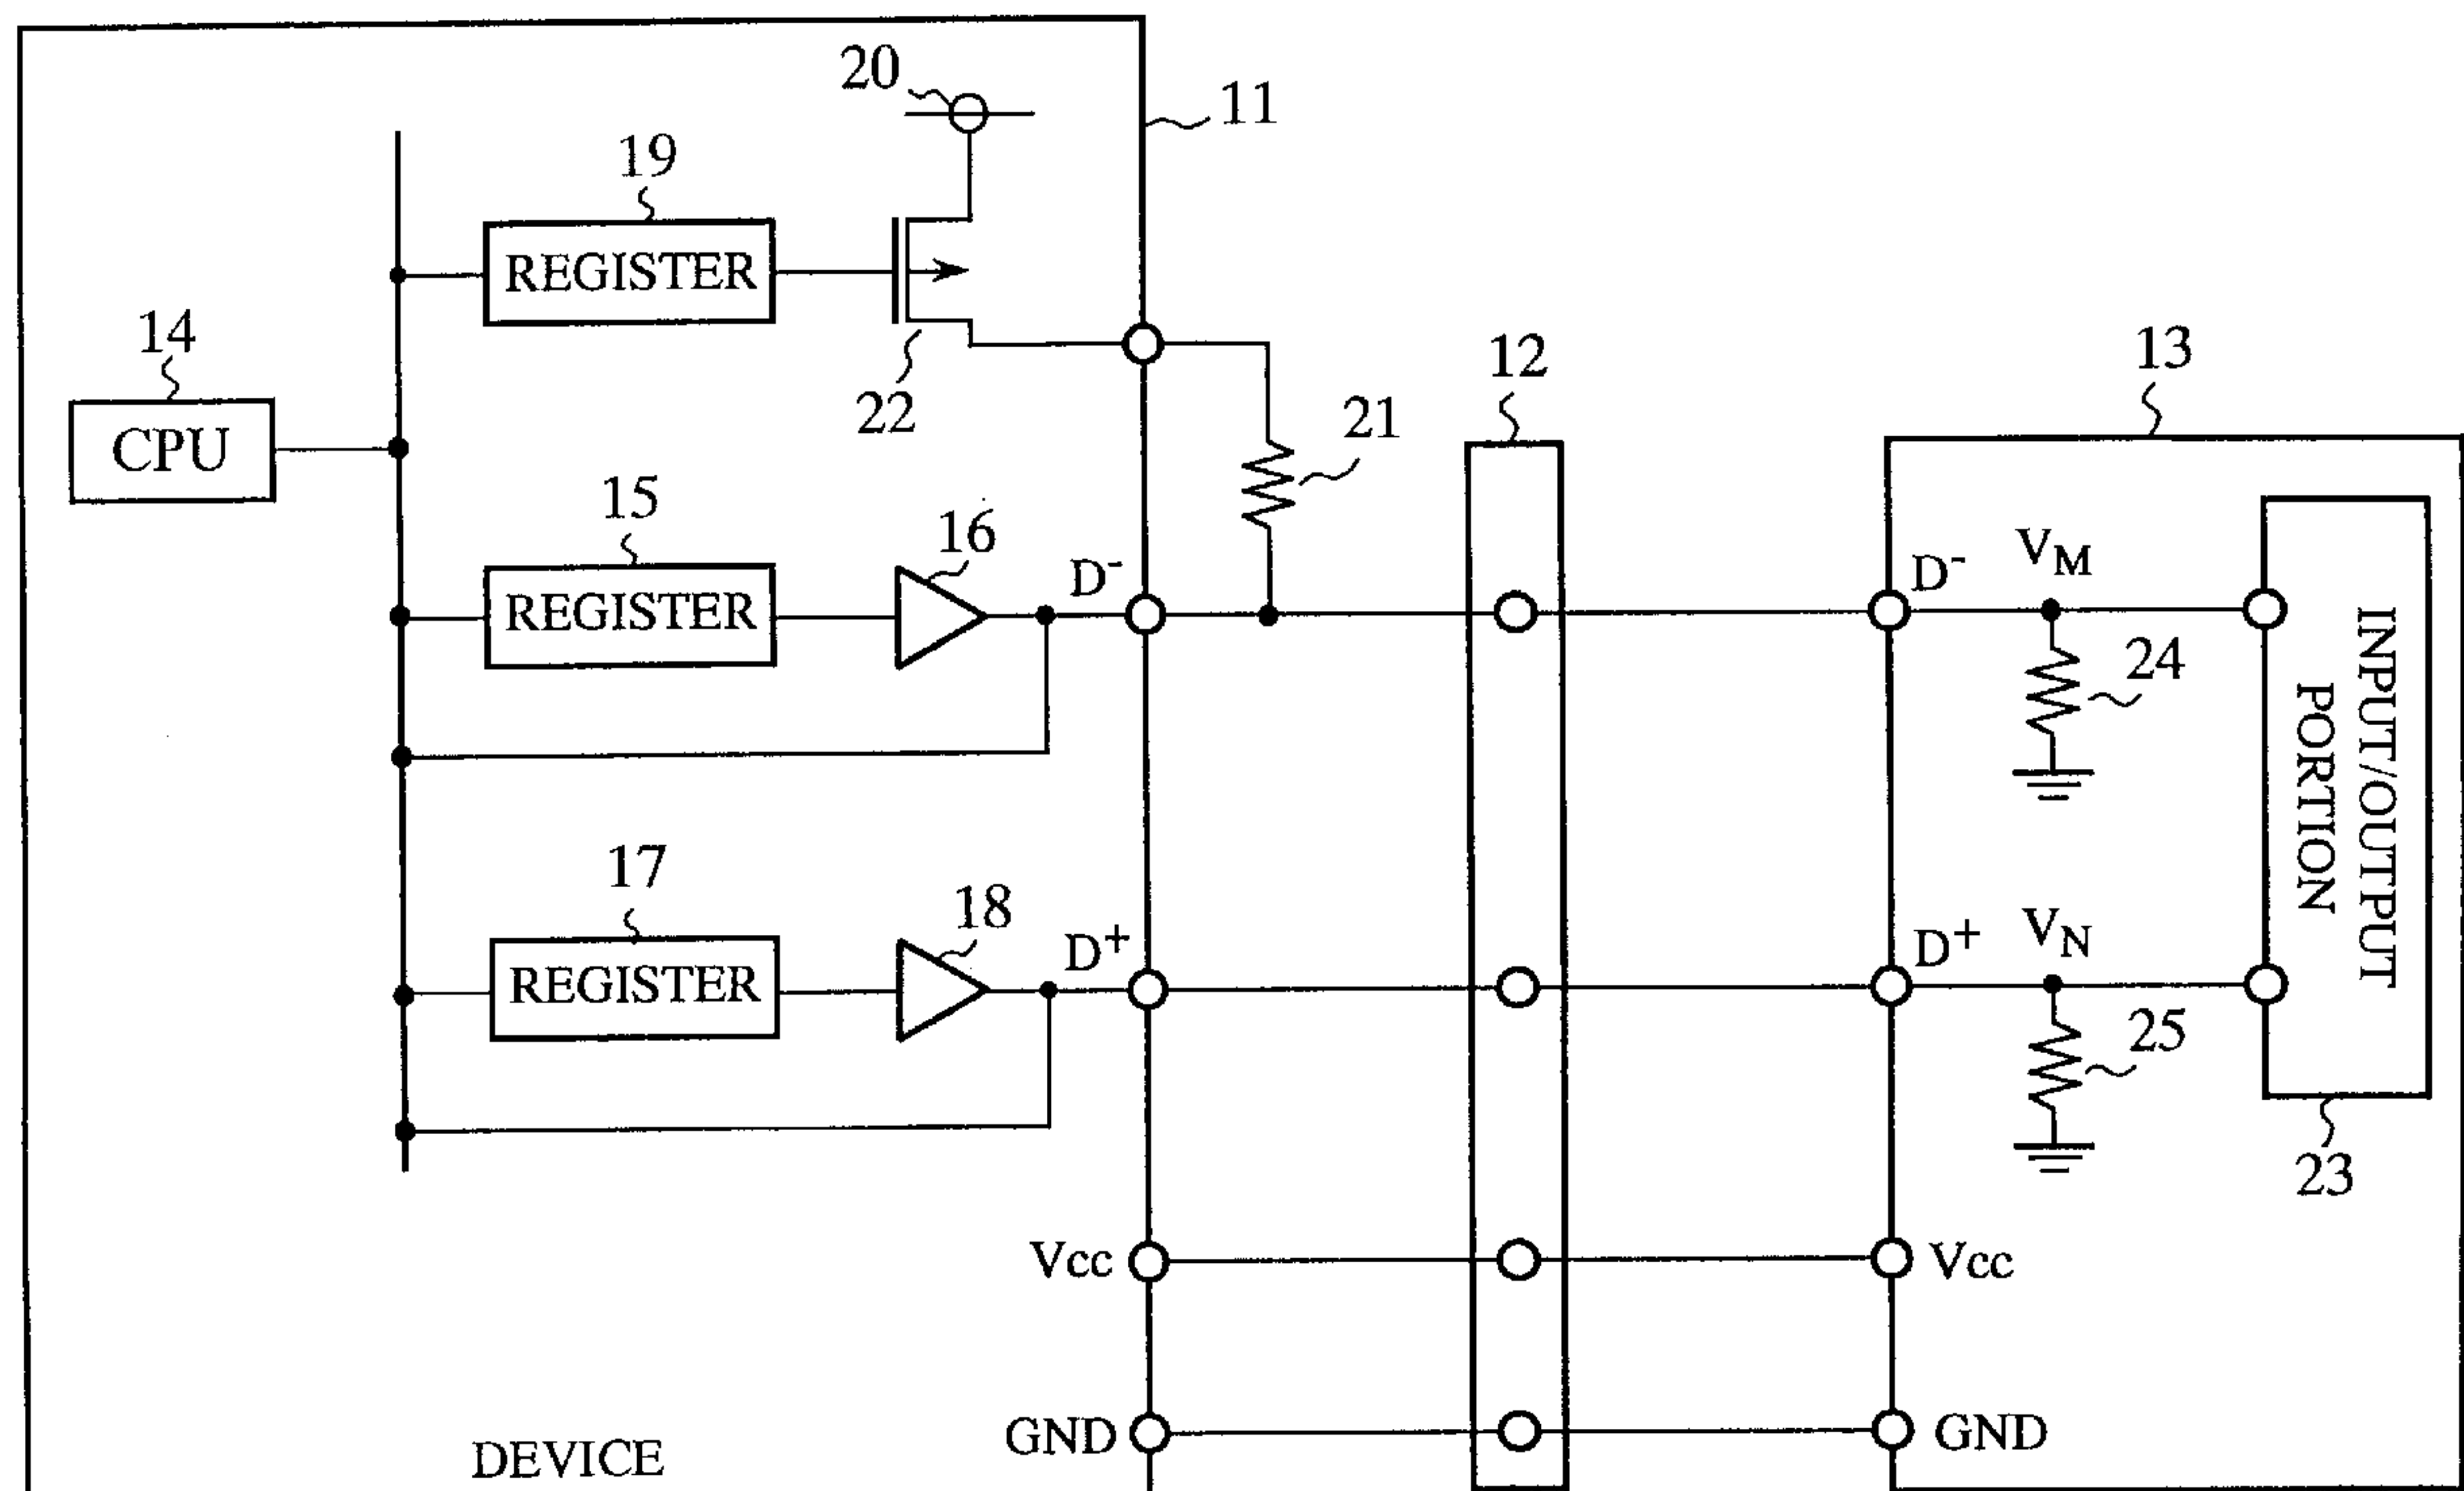 20
11
19
REGISTER
14
CPU
22
12
13
21
15
REGISTER
16
D-
D-
VM
24
INPUT/OUTPUT
PORTION
17
REGISTER
18
D+
D+
VN
25
23
Vcc
Vcc
GND
GND
DEVICE